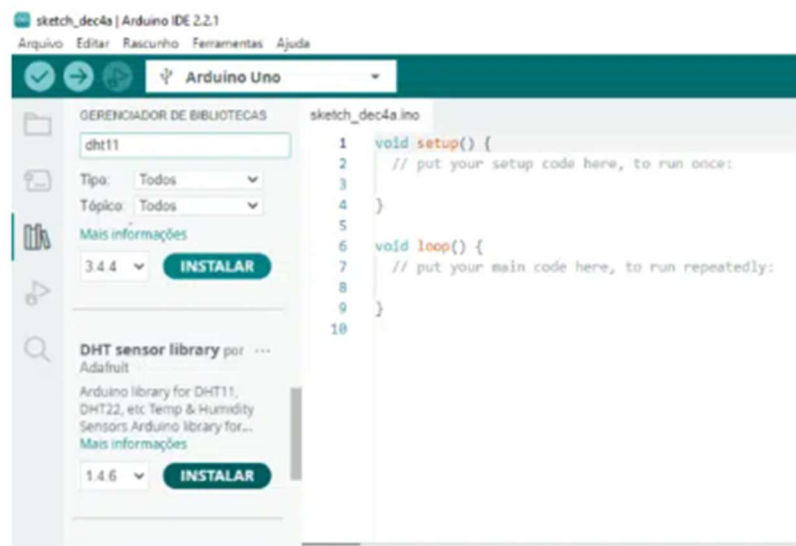 sketch_dec4a | Arduino IDE 2.2.1
Arquivo Editar Rascunho Ferramentas Ajuda
Arduino Uno
GERENCIADOR DE BIBLIOTECAS
dht11
Tipo: Todos
Tópico: Todos
Mais informações
3.4.4 INSTALAR
DHT sensor library por ...
Adafruit
Arduino library for DHT11,
DHT22, etc Temp & Humidity
Sensors Arduino library for...
Mais informações
1.4.6 INSTALAR
sketch_dec4a.ino
1 void setup() {
2 // put your setup code here, to run once:
3
4 }
5
6 void loop() {
7 // put your main code here, to run repeatedly:
8
9 }
10